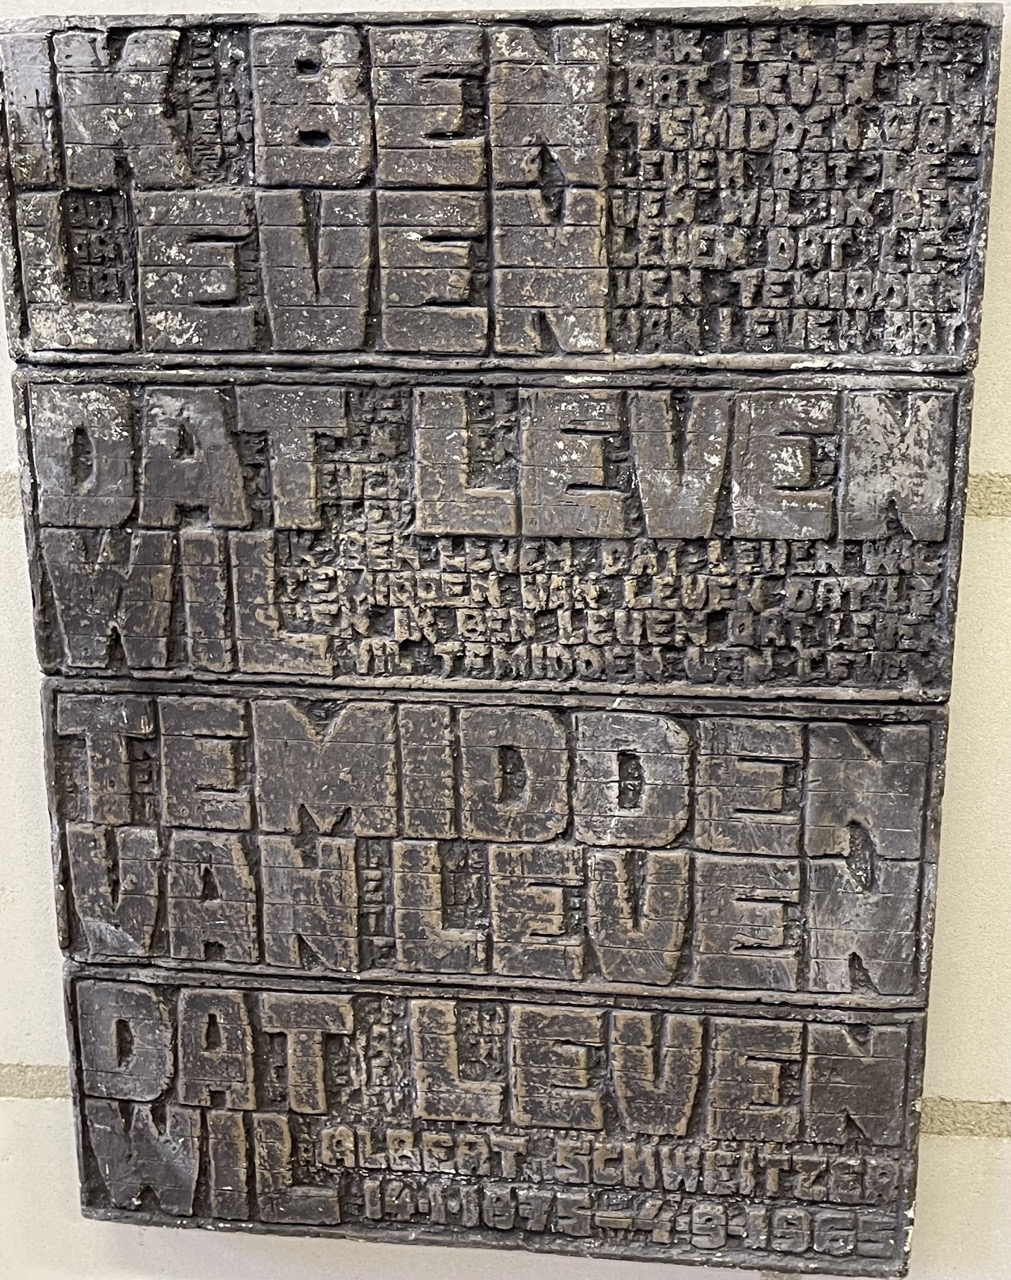 IK BEN
LEVEN
IK BEN LEVEN
DAT LEVEN WIL
TEMIDDEN VAN
LEVEN DAT LE
VEN WIL IK BEN
LEVEN DAT LE
VEN TEMIDDEN
VAN LEVEN DAT
DAT LEVEN
WIL
IK BEN LEVEN DAT LEVEN WIL
TEMIDDEN VAN LEVEN DAT LE
VEN IK BEN LEVEN DAT LEVE
TEMIDDEN VEN LEVEN
TEMIDDEN
VAN LEVEN
DAT LEVEN
WIL
ALBERT SCHWEITZER
14-1-1875-4-9-1965